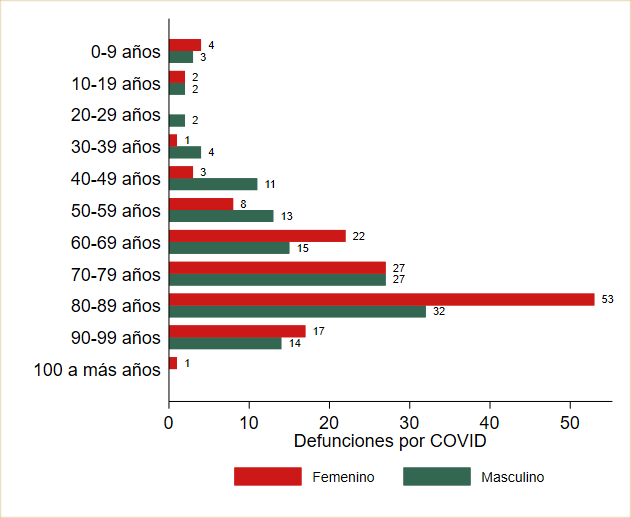 0-9 años
4
3
10-19 años
2
2
20-29 años
2
30-39 años
1
4
40-49 años
3
11
50-59 años
8
13
60-69 años
22
15
70-79 años
27
27
80-89 años
53
32
90-99 años
17
14
100 a más años
1
0 10 20 30 40 50
Defunciones por COVID
Femenino Masculino